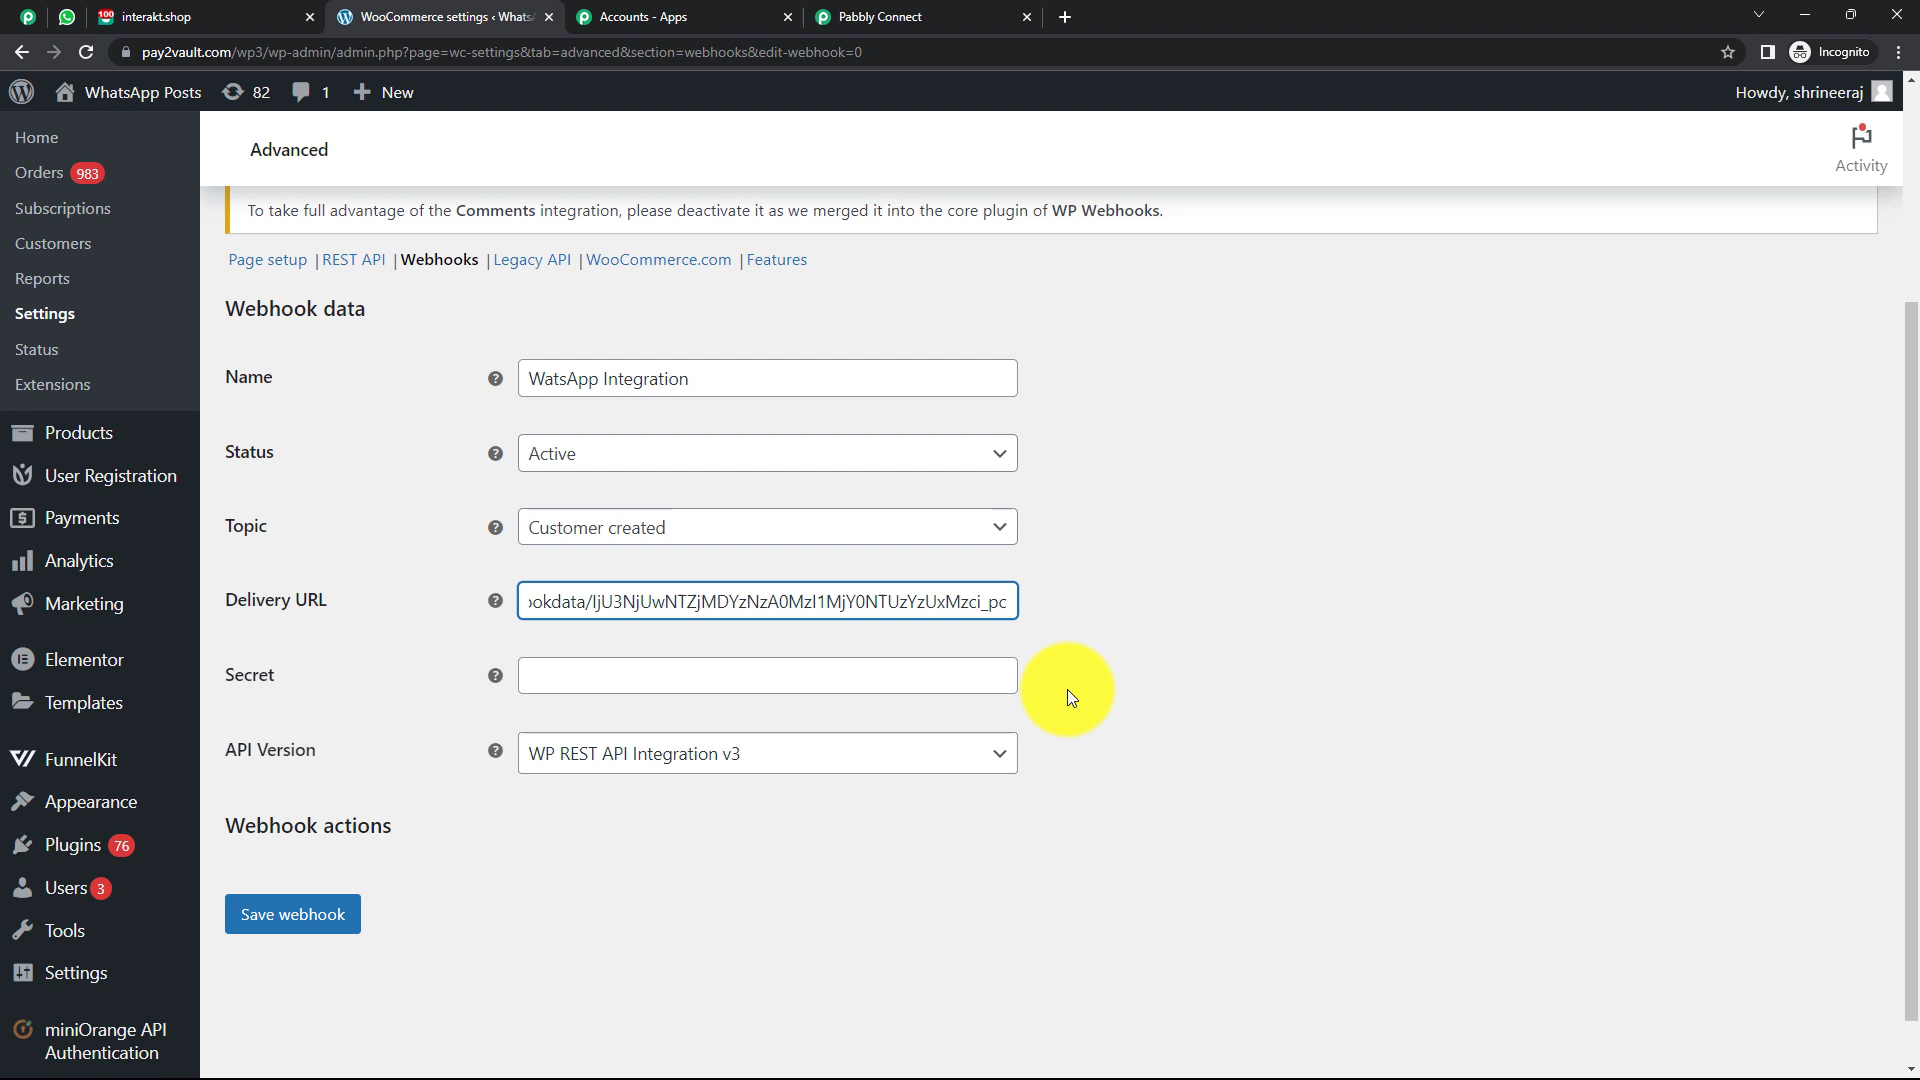 100 interakt.shop
WooCommerce settings ‹ Whats
Accounts - Apps
Pabbly Connect
pay2vault.com/wp3/wp-admin/admin.php?page=wc-settings&tab=advanced&section=webhooks&edit-webhook=0
Incognito
WhatsApp Posts
82
1
New
Howdy, shrineeraj
Home
Orders 983
Subscriptions
Customers
Reports
Settings
Status
Extensions
Products
User Registration
Payments
Analytics
Marketing
Elementor
Templates
FunnelKit
Appearance
Plugins 76
Users 3
Tools
Settings
miniOrange API
Authentication
Advanced
Activity
To take full advantage of the Comments integration, please deactivate it as we merged it into the core plugin of WP Webhooks.
Page setup | REST API | Webhooks | Legacy API | WooCommerce.com | Features
Webhook data
Name
WatsApp Integration
Status
Active
Topic
Customer created
Delivery URL
okdata/IjU3NjUwNTZjMDYzNzA0MzI1MjY0NTUzYzUxMzci_pc
Secret
API Version
WP REST API Integration v3
Webhook actions
Save webhook